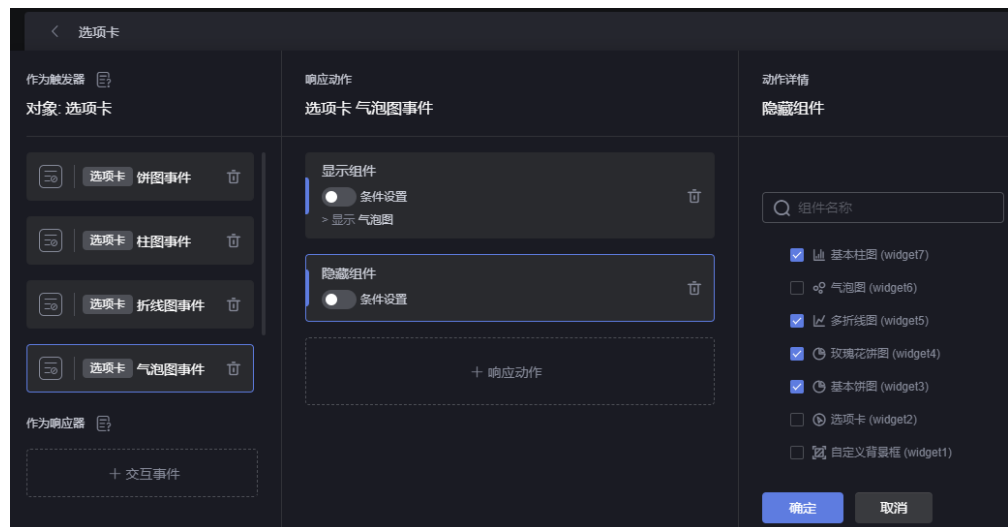 选项卡
作为触发器
对象: 选项卡
选项卡 饼图事件
选项卡 柱图事件
选项卡 折线图事件
选项卡 气泡图事件
作为响应器
+ 交互事件
响应动作
选项卡 气泡图事件
显示组件
条件设置
> 显示 气泡图
隐藏组件
条件设置
+ 响应动作
动作详情
隐藏组件
组件名称
基本柱图 (widget7)
气泡图 (widget6)
多折线图 (widget5)
玫瑰花饼图 (widget4)
基本饼图 (widget3)
选项卡 (widget2)
自定义背景框 (widget1)
确定
取消